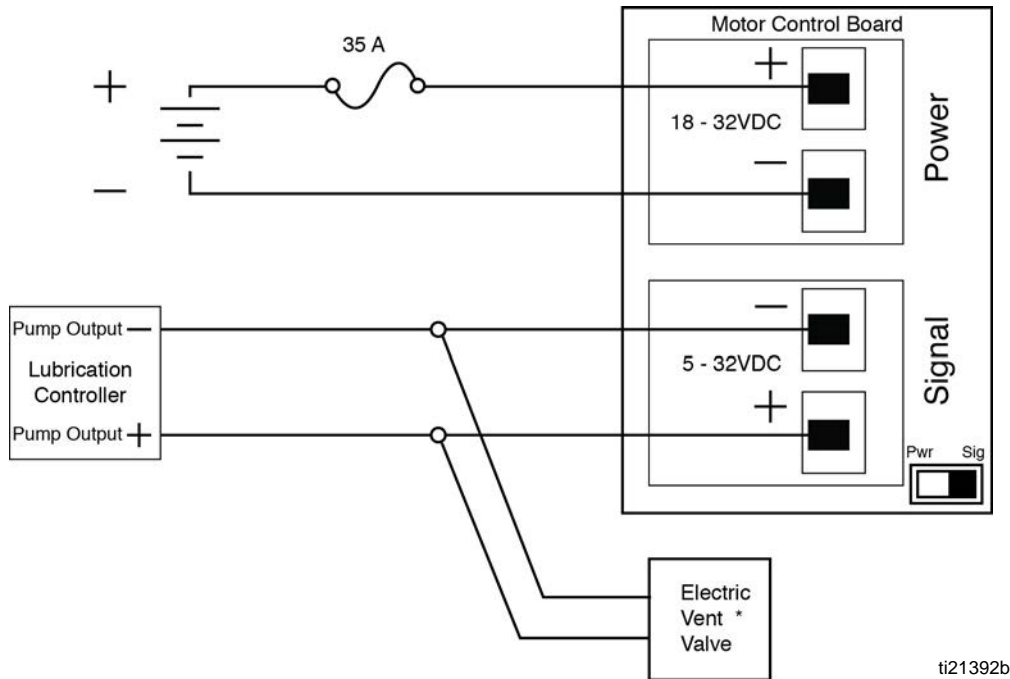 Motor Control Board
35 A
+
+
18 - 32VDC
Power
—
—
Pump Output —
Lubrication
Controller
Pump Output +
—
5 - 32VDC
Signal
+
Pwr Sig
Electric
Vent *
Valve
ti21392b